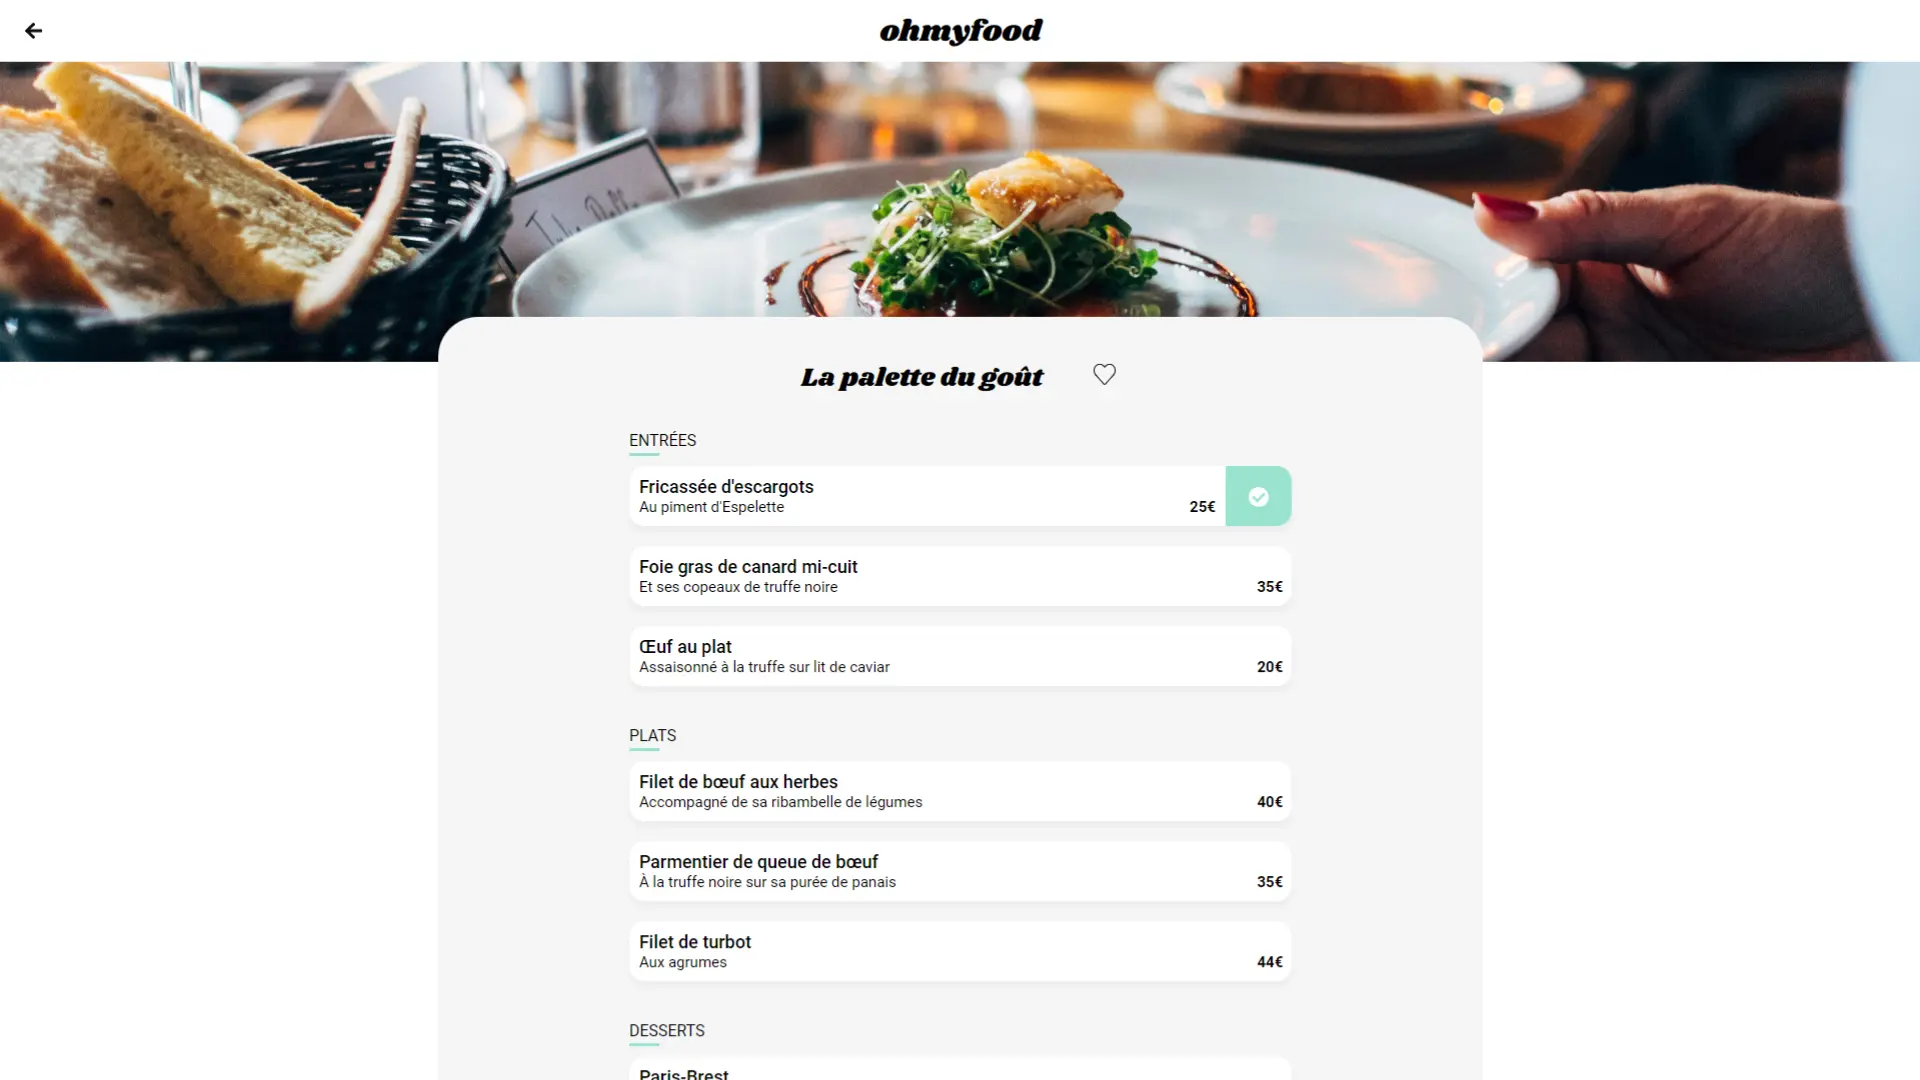 ohmyfood
La palette du goût
ENTRÉES
Fricassée d'escargots
Au piment d'Espelette
25€
Foie gras de canard mi-cuit
Et ses copeaux de truffe noire
35€
Œuf au plat
Assaisonné à la truffe sur lit de caviar
20€
PLATS
Filet de bœuf aux herbes
Accompagné de sa ribambelle de légumes
40€
Parmentier de queue de bœuf
À la truffe noire sur sa purée de panais
35€
Filet de turbot
Aux agrumes
44€
DESSERTS
Paris-Brest